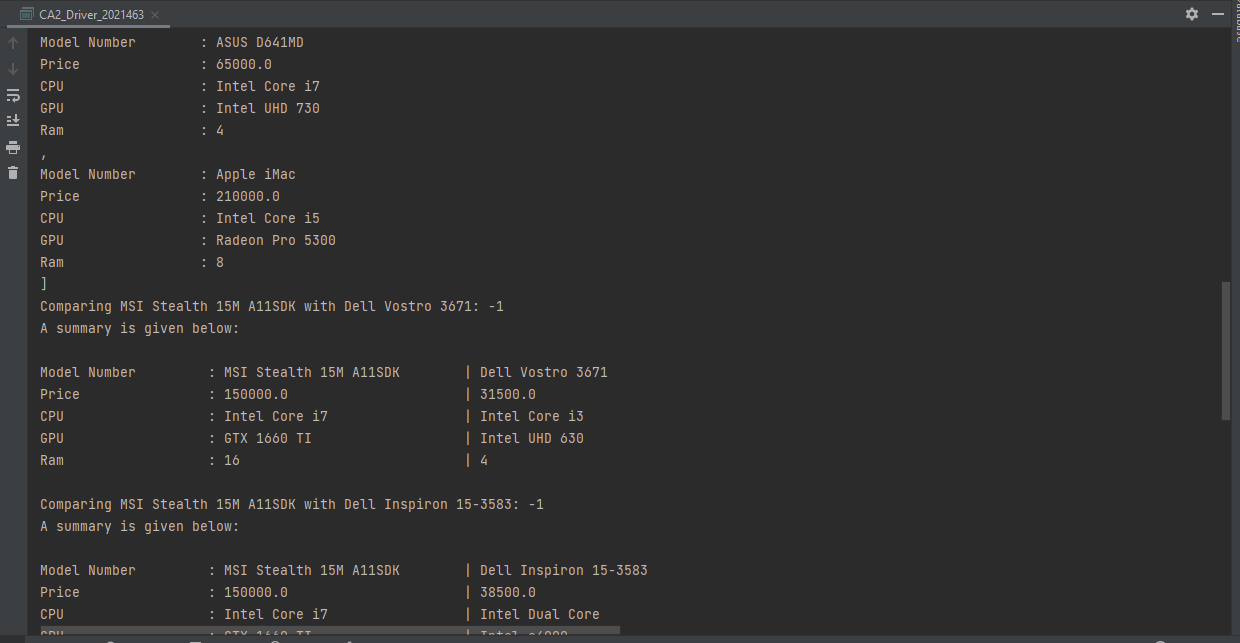 CA2_Driver_2021463
Model Number : ASUS D641MD
Price : 65000.0
CPU : Intel Core i7
GPU : Intel UHD 730
Ram : 4
,
Model Number : Apple iMac
Price : 210000.0
CPU : Intel Core i5
GPU : Radeon Pro 5300
Ram : 8
]
Comparing MSI Stealth 15M A11SDK with Dell Vostro 3671: -1
A summary is given below:
Model Number : MSI Stealth 15M A11SDK | Dell Vostro 3671
Price : 150000.0 | 31500.0
CPU : Intel Core i7 | Intel Core i3
GPU : GTX 1660 TI | Intel UHD 630
Ram : 16 | 4
Comparing MSI Stealth 15M A11SDK with Dell Inspiron 15-3583: -1
A summary is given below:
Model Number : MSI Stealth 15M A11SDK | Dell Inspiron 15-3583
Price : 150000.0 | 38500.0
CPU : Intel Core i7 | Intel Dual Core
GPU : GTX 1660 TI | Intel